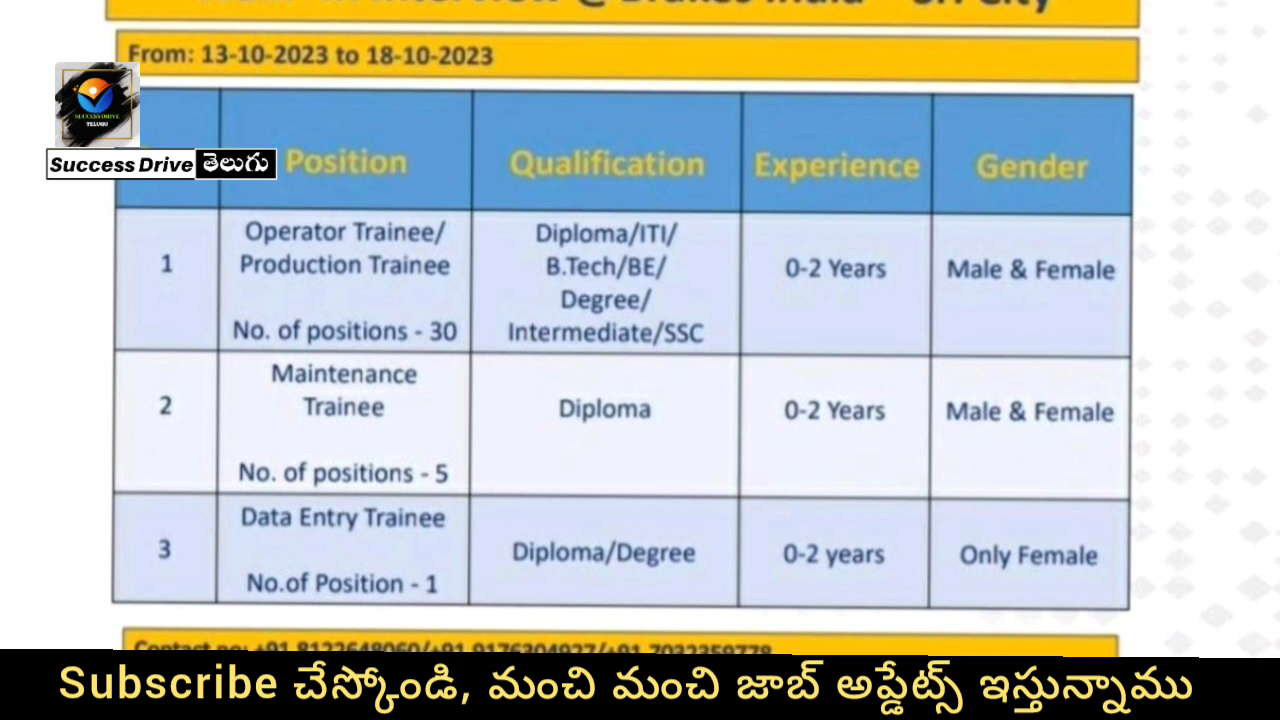 From: 13-10-2023 to 18-10-2023
SUCCESS DRIVE
TELUGU
Success Drive తెలుగు
Position
Qualification
Experience
Gender
1
Operator Trainee/
Production Trainee
No. of positions - 30
Diploma/ITI/
B.Tech/BE/
Degree/
Intermediate/SSC
0-2 Years
Male & Female
2
Maintenance
Trainee
No. of positions - 5
Diploma
0-2 Years
Male & Female
3
Data Entry Trainee
No.of Position - 1
Diploma/Degree
0-2 years
Only Female
Subscribe చేస్కోండి, మంచి మంచి జాబ్ అప్డేట్స్ ఇస్తున్నాము